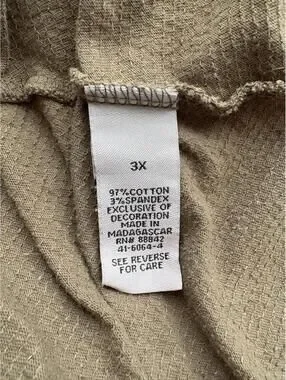 3X
97%COTTON
3%SPANDEX
EXCLUSIVE OF
DECORATION
MADE IN
MADAGASCAR
RN# 88842
41-6064-4
SEE REVERSE
FOR CARE